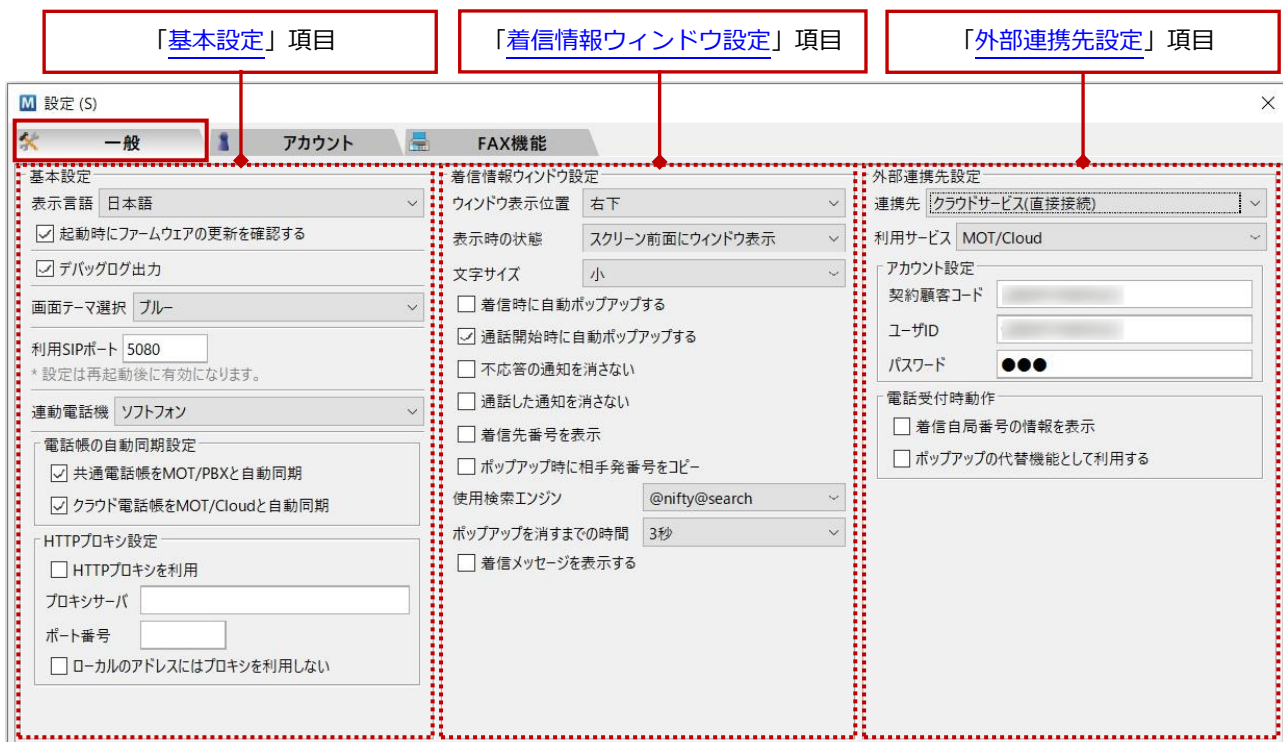 「基本設定」項目
「着信情報ウィンドウ設定」項目
「外部連携先設定」項目
M 設定 (S)
一般
アカウント
FAX機能
基本設定
表示言語 日本語
起動時にファームウェアの更新を確認する
デバッグログ出力
画面テーマ選択 ブルー
利用SIPポート 5080
* 設定は再起動後に有効になります。
連動電話機 ソフトフォン
電話帳の自動同期設定
共通電話帳をMOT/PBXと自動同期
クラウド電話帳をMOT/Cloudと自動同期
HTTPプロキシ設定
HTTPプロキシを利用
プロキシサーバ
ポート番号
ローカルのアドレスにはプロキシを利用しない
着信情報ウィンドウ設定
ウィンドウ表示位置 右下
表示時の状態 スクリーン前面にウィンドウ表示
文字サイズ 小
着信時に自動ポップアップする
通話開始時に自動ポップアップする
不応答の通知を消さない
通話した通知を消さない
着信先番号を表示
ポップアップ時に相手発番号をコピー
使用検索エンジン @nifty@search
ポップアップを消すまでの時間 3秒
着信メッセージを表示する
外部連携先設定
連携先 クラウドサービス(直接接続)
利用サービス MOT/Cloud
アカウント設定
契約顧客コード
ユーザID
パスワード ●●●
電話受付時動作
着信自局番号の情報を表示
ポップアップの代替機能として利用する